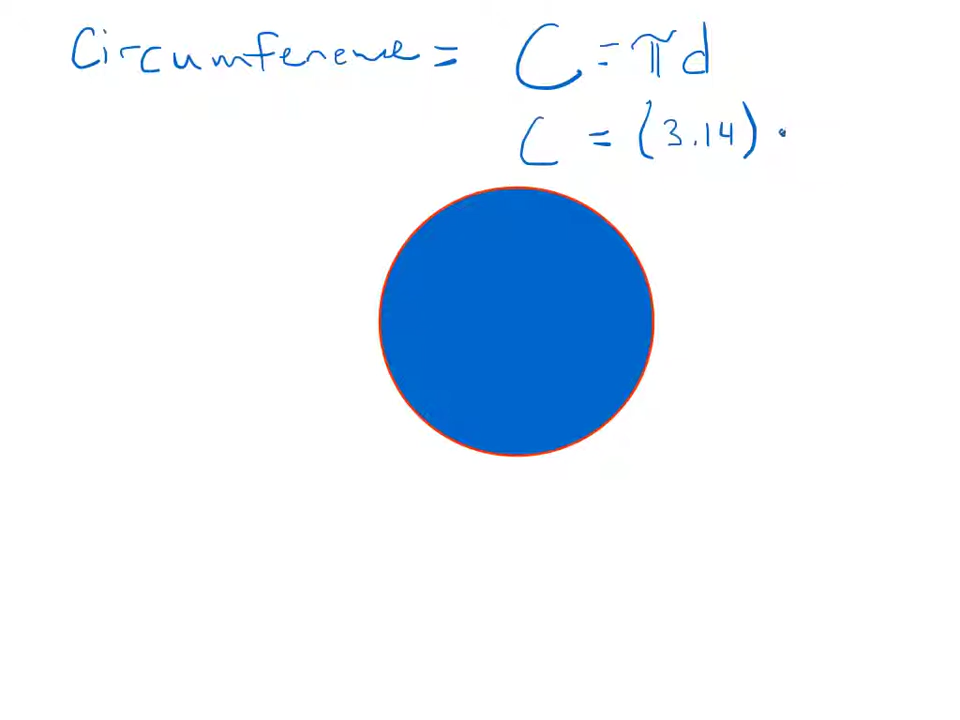 Circumference = C = πd
C = (3.14) ·